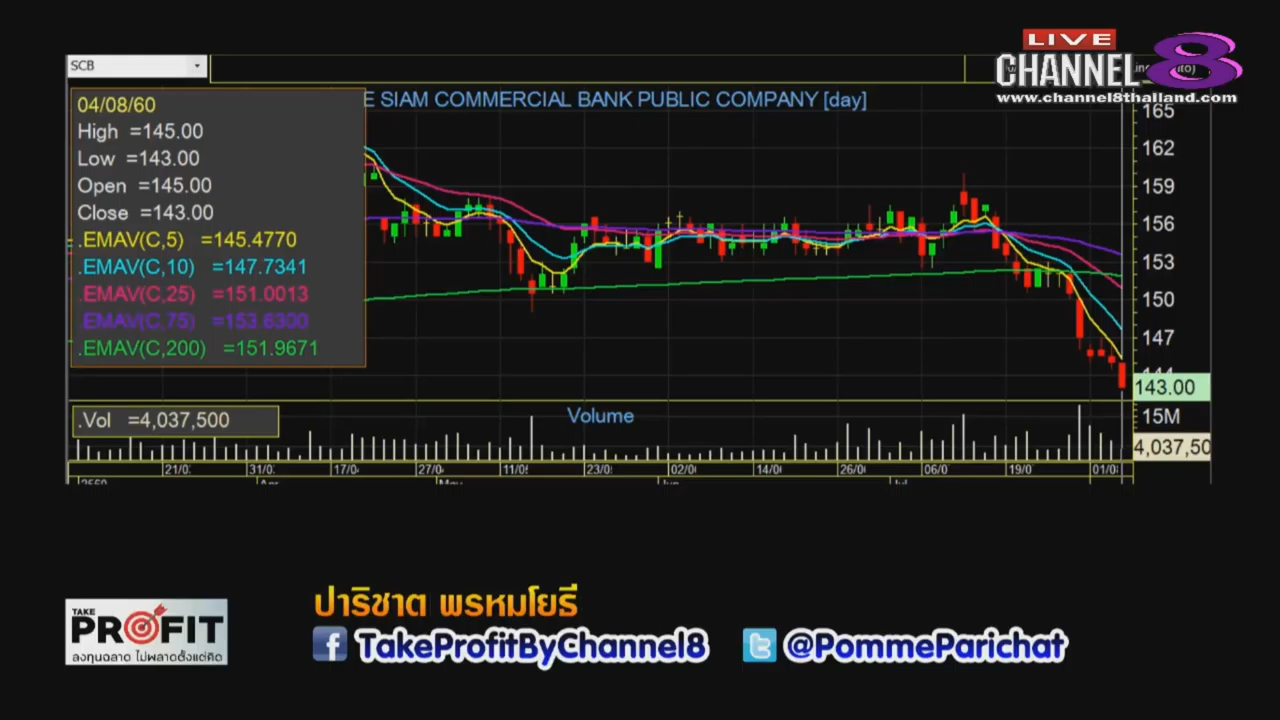 SCB
LIVE
CHANNEL 8
www.channel8thailand.com
E SIAM COMMERCIAL BANK PUBLIC COMPANY [day]
04/08/60
High =145.00
Low =143.00
Open =145.00
Close =143.00
.EMAV(C,5) =145.4770
.EMAV(C,10) =147.7341
.EMAV(C,25) =151.0013
.EMAV(C,75) =153.6300
.EMAV(C,200) =151.9671
165
162
159
156
153
150
147
144
143.00
.Vol =4,037,500
Volume
15M
4,037,50
21/0 31/0 17/0 27/0 11/0 23/0 02/0 14/0 26/0 06/0 19/0 01/0
TAKE
PROFIT
ลงทุนฉลาด ไม่พลาดตั้งแต่คิด
ปาริชาต พรหมโยธี
TakeProfitByChannel8
@PommeParichat